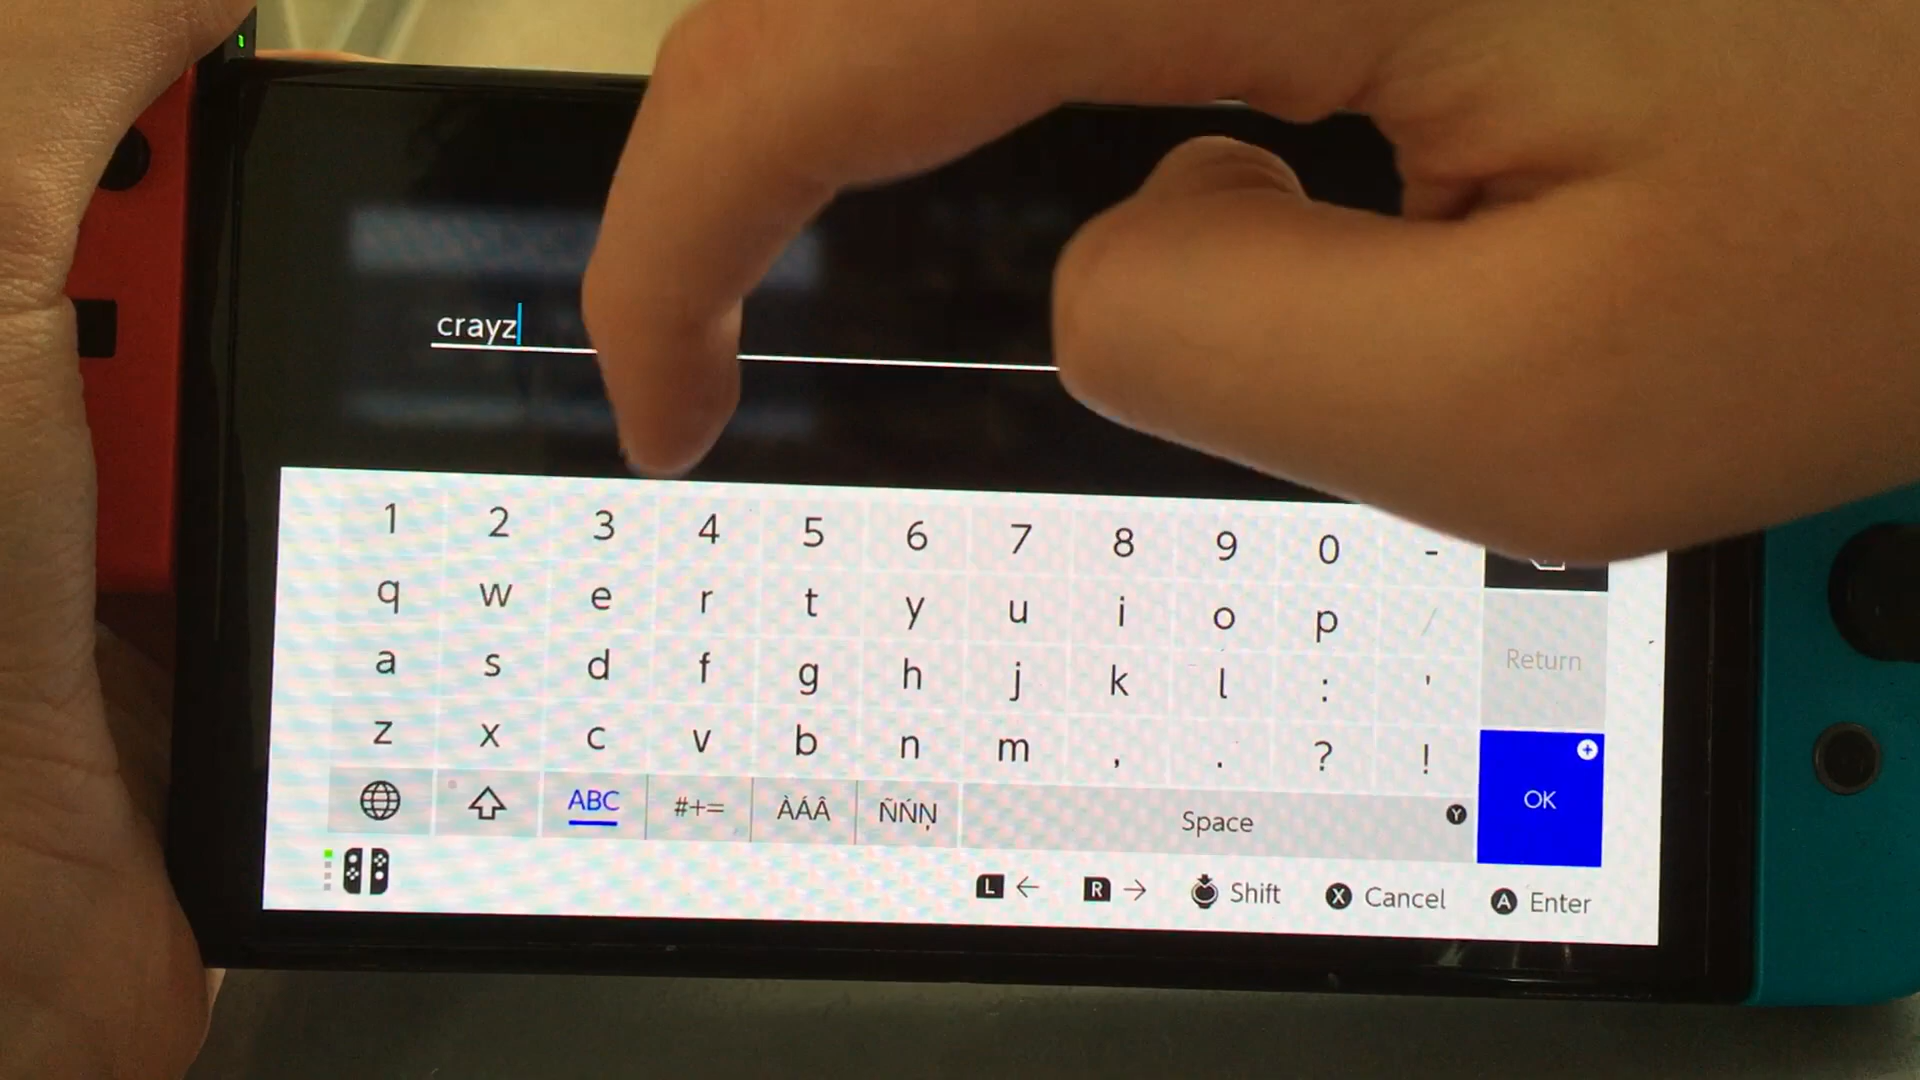 crayz
1 2 3 4 5 6 7 8 9 0 -
q w e r t y u i o p /
Return
a s d f g h j k l : '
z x c v b n m , . ? !
ABC #+= ÀÁÂ ÑŃŅ Space Y
+ OK
L ← R → Shift X Cancel A Enter